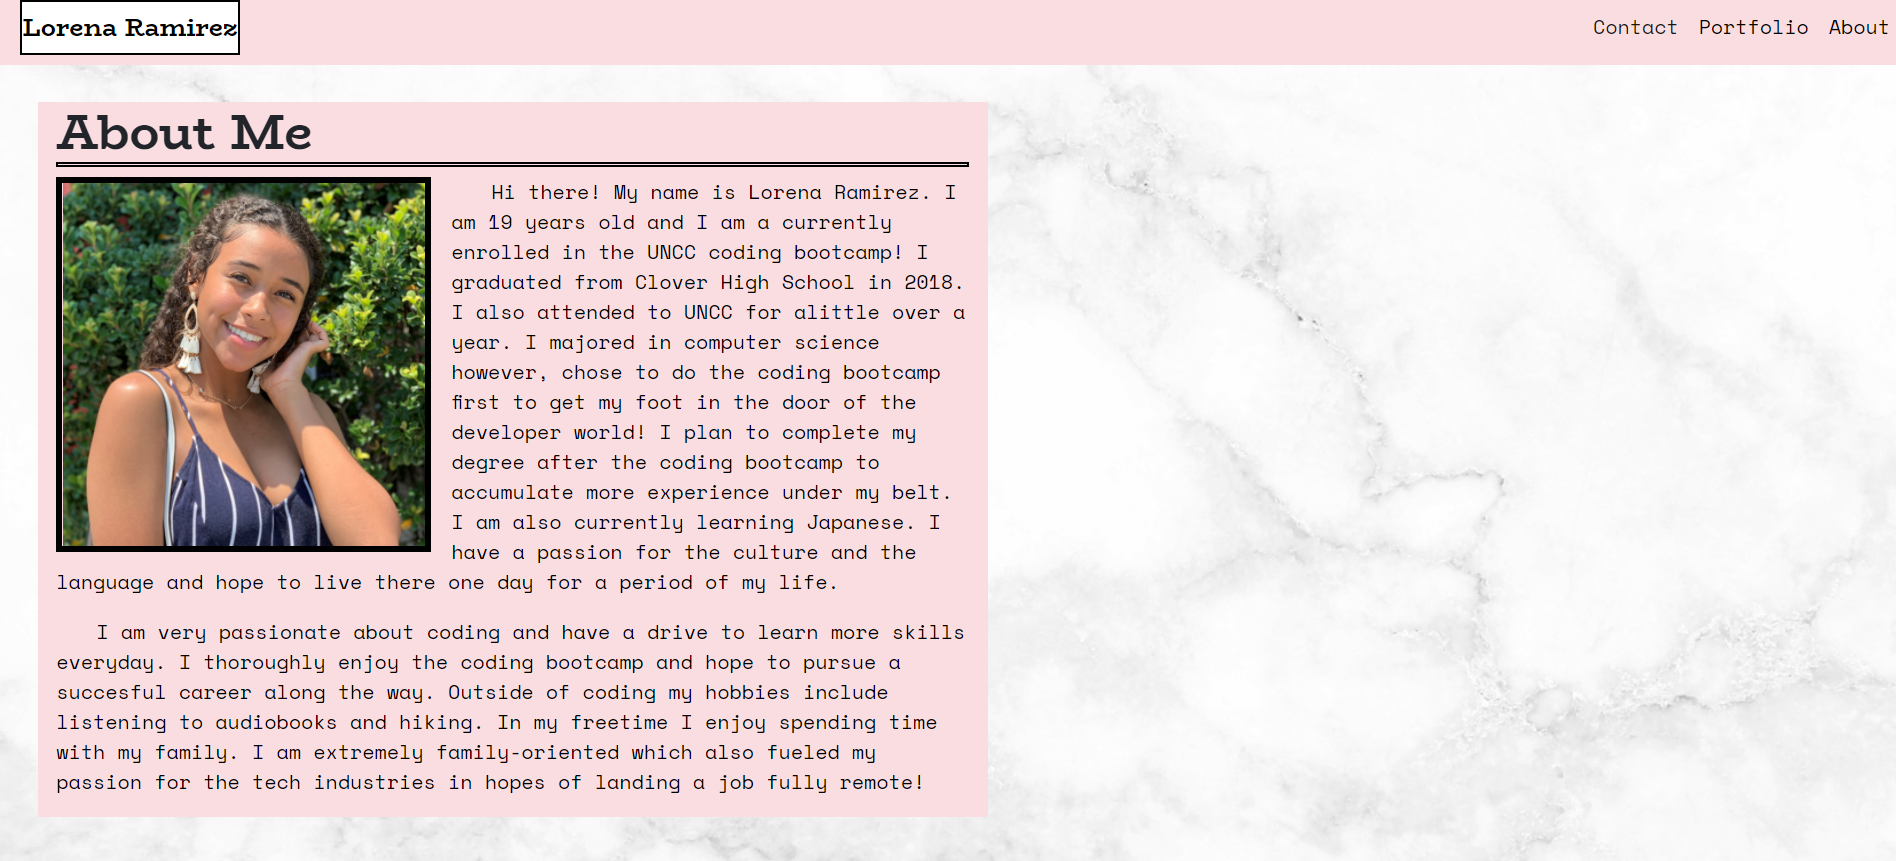 Lorena Ramirez
Contact Portfolio About
About Me
Hi there! My name is Lorena Ramirez. I
am 19 years old and I am a currently
enrolled in the UNCC coding bootcamp! I
graduated from Clover High School in 2018.
I also attended to UNCC for alittle over a
year. I majored in computer science
however, chose to do the coding bootcamp
first to get my foot in the door of the
developer world! I plan to complete my
degree after the coding bootcamp to
accumulate more experience under my belt.
I am also currently learning Japanese. I
have a passion for the culture and the
language and hope to live there one day for a period of my life.
I am very passionate about coding and have a drive to learn more skills
everyday. I thoroughly enjoy the coding bootcamp and hope to pursue a
succesful career along the way. Outside of coding my hobbies include
listening to audiobooks and hiking. In my freetime I enjoy spending time
with my family. I am extremely family-oriented which also fueled my
passion for the tech industries in hopes of landing a job fully remote!